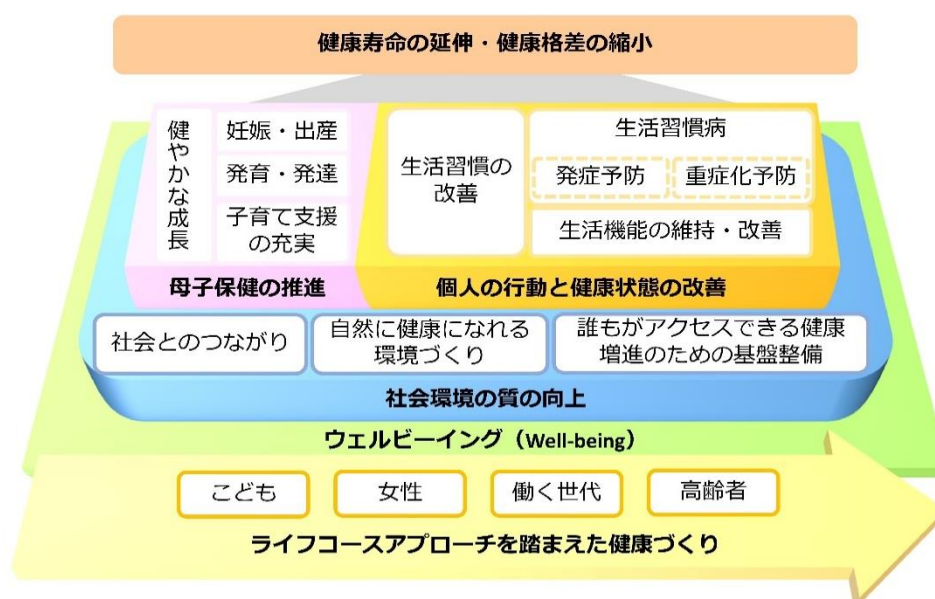 健康寿命の延伸・健康格差の縮小
健やかな成長
妊娠・出産
発育・発達
子育て支援
の充実
母子保健の推進
生活習慣の
改善
生活習慣病
発症予防
重症化予防
生活機能の維持・改善
個人の行動と健康状態の改善
社会とのつながり
自然に健康になれる
環境づくり
誰もがアクセスできる健康
増進のための基盤整備
社会環境の質の向上
ウェルビーイング（Well-being）
こども
女性
働く世代
高齢者
ライフコースアプローチを踏まえた健康づくり